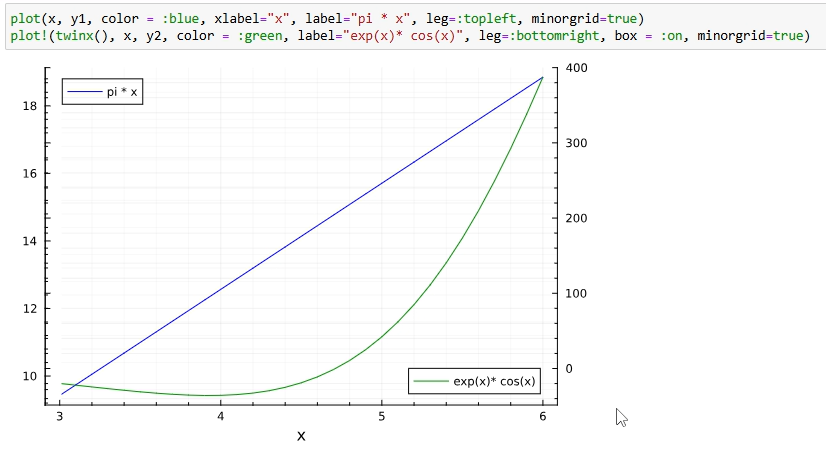 plot(x, y1, color = :blue, xlabel="x", label="pi * x", leg=:topleft, minorgrid=true)
plot!(twinx(), x, y2, color = :green, label="exp(x)* cos(x)", leg=:bottomright, box = :on, minorgrid=true)
400
pi * x
18
300
16
200
14
100
12
0
10
exp(x)* cos(x)
3 4 5 6
x